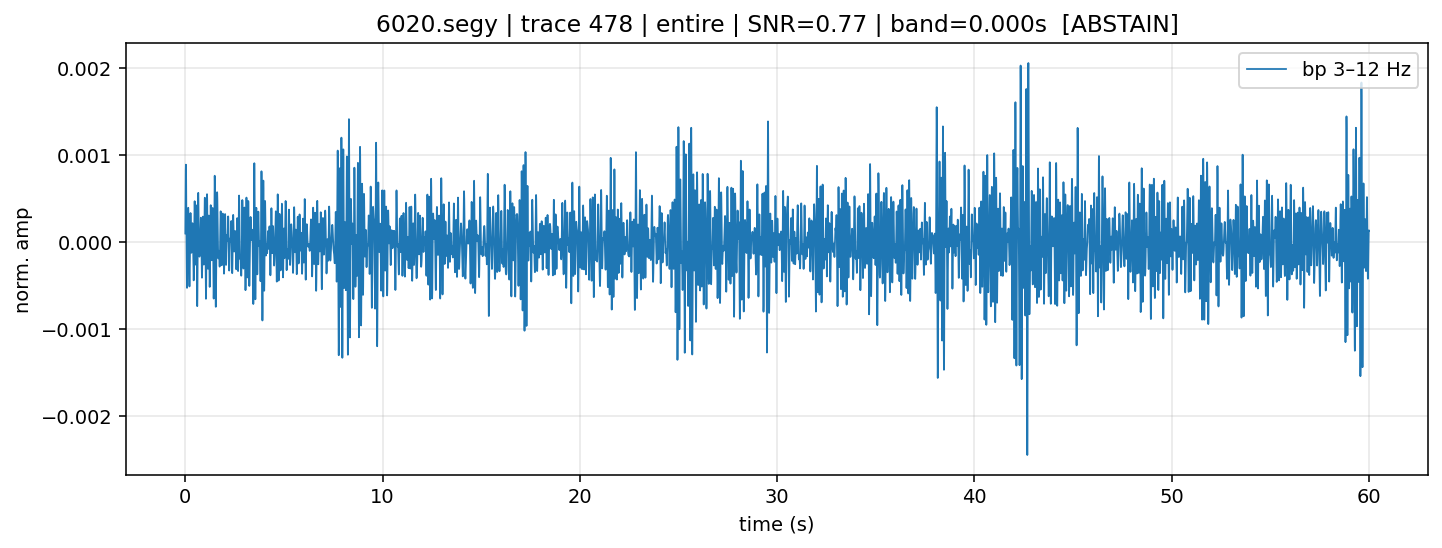 6020.segy | trace 478 | entire | SNR=0.77 | band=0.000s  [ABSTAIN]
bp 3–12 Hz
0.002
0.001
0.000
−0.001
−0.002
norm. amp
0 10 20 30 40 50 60
time (s)